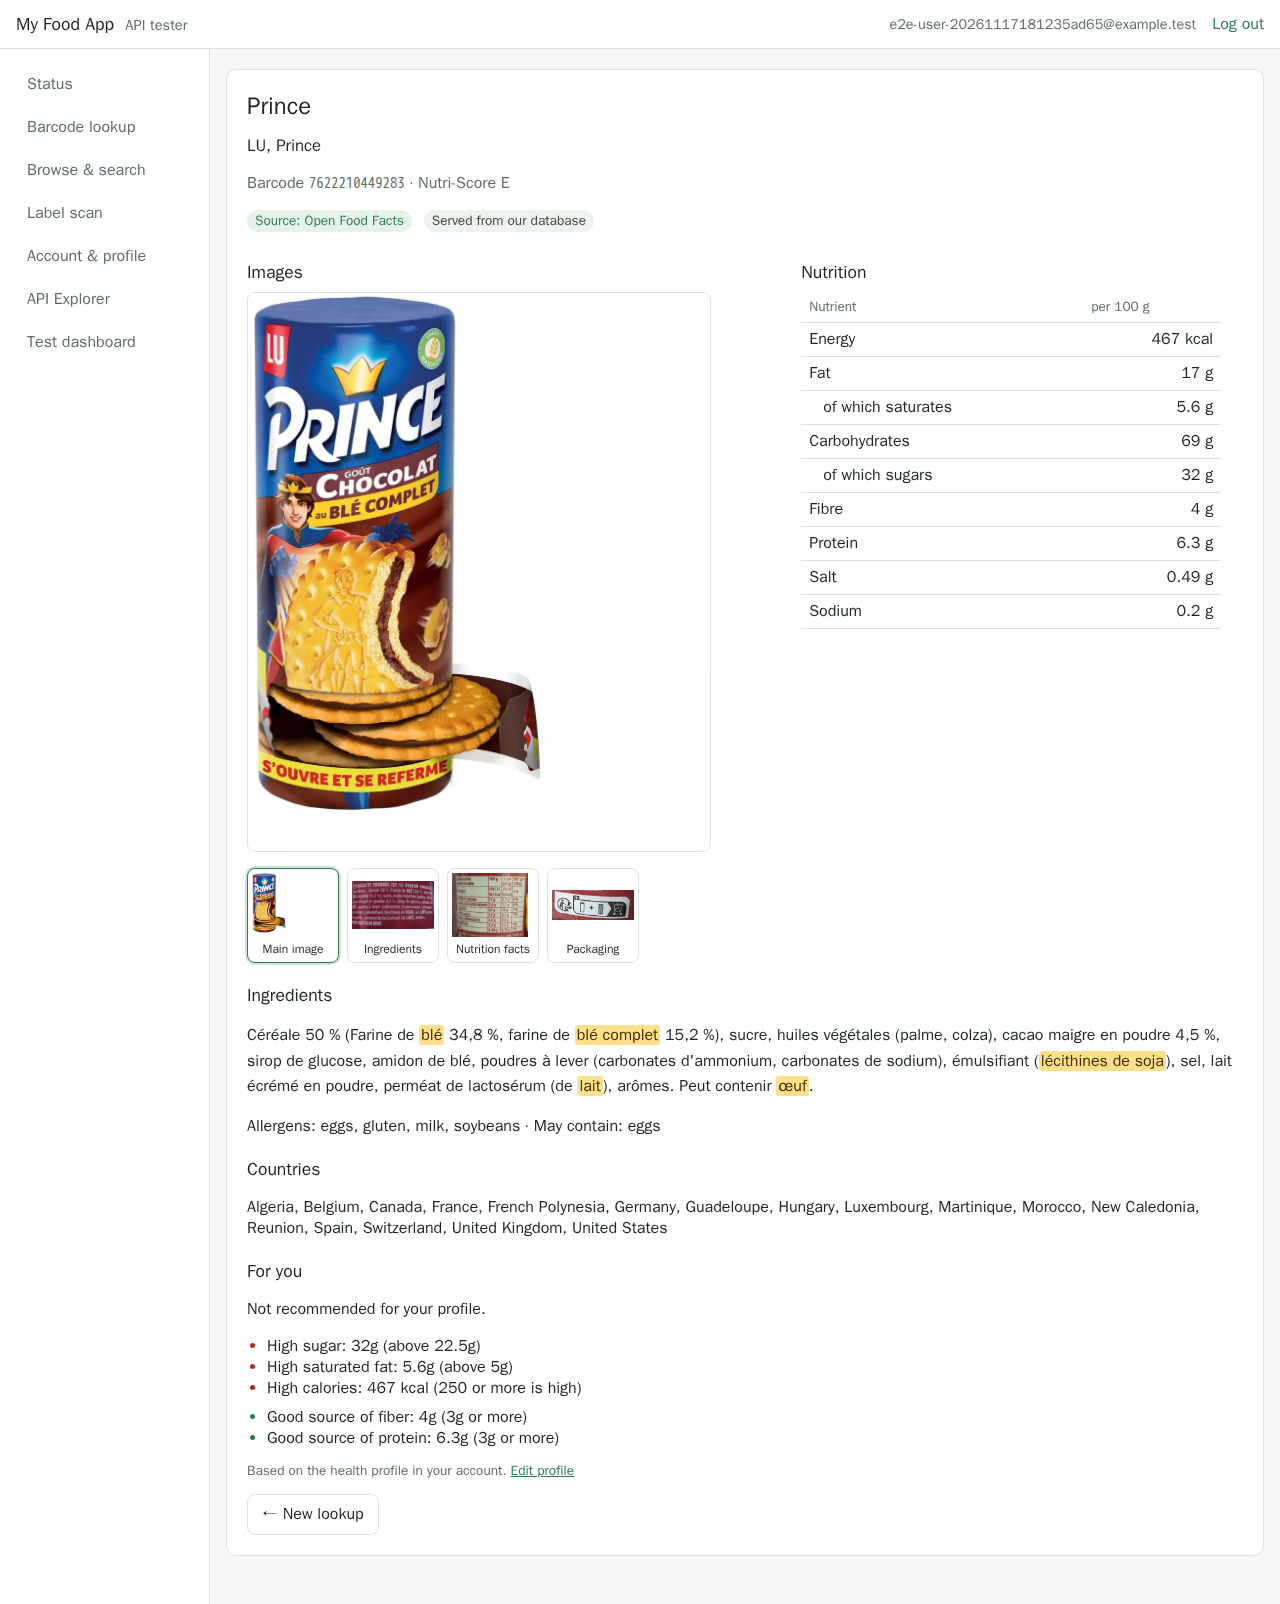 My Food App API tester
e2e-user-20261117181235ad65@example.test Log out
Status
Barcode lookup
Browse & search
Label scan
Account & profile
API Explorer
Test dashboard
Prince
LU, Prince
Barcode 7622210449283 · Nutri-Score E
Source: Open Food Facts Served from our database
Images
LU
PRINCE
GOÛT
CHOCOLAT
au BLÉ COMPLET
S'OUVRE ET SE REFERME
Main image
Ingredients
Nutrition facts
Packaging
Nutrition
Nutrient per 100 g
Energy 467 kcal
Fat 17 g
of which saturates 5.6 g
Carbohydrates 69 g
of which sugars 32 g
Fibre 4 g
Protein 6.3 g
Salt 0.49 g
Sodium 0.2 g
Ingredients
Céréale 50 % (Farine de blé 34,8 %, farine de blé complet 15,2 %), sucre, huiles végétales (palme, colza), cacao maigre en poudre 4,5 %,
sirop de glucose, amidon de blé, poudres à lever (carbonates d'ammonium, carbonates de sodium), émulsifiant (lécithines de soja), sel, lait
écrémé en poudre, perméat de lactosérum (de lait), arômes. Peut contenir œuf.
Allergens: eggs, gluten, milk, soybeans · May contain: eggs
Countries
Algeria, Belgium, Canada, France, French Polynesia, Germany, Guadeloupe, Hungary, Luxembourg, Martinique, Morocco, New Caledonia,
Reunion, Spain, Switzerland, United Kingdom, United States
For you
Not recommended for your profile.
• High sugar: 32g (above 22.5g)
• High saturated fat: 5.6g (above 5g)
• High calories: 467 kcal (250 or more is high)
• Good source of fiber: 4g (3g or more)
• Good source of protein: 6.3g (3g or more)
Based on the health profile in your account. Edit profile
← New lookup